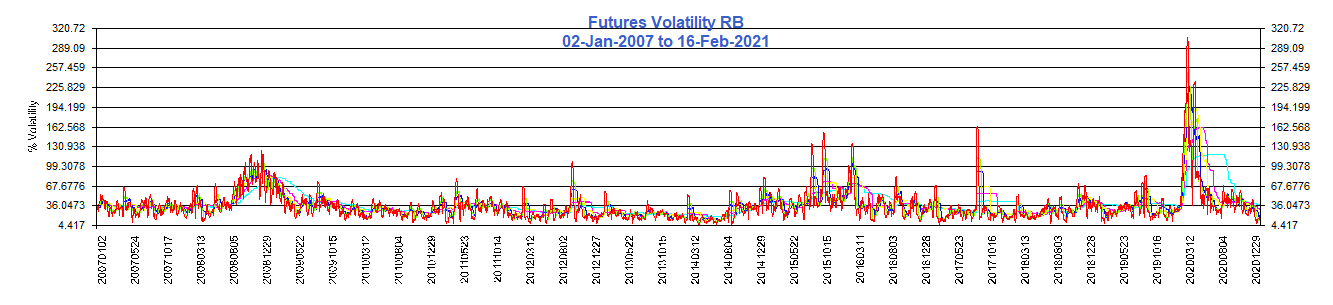 Futures Volatility RB
02-Jan-2007 to 16-Feb-2021
320.72 320.72
289.09 289.09
257.459 257.459
225.829 225.829
194.199 194.199
162.568 162.568
130.938 130.938
99.3078 99.3078
67.6776 67.6776
36.0473 36.0473
4.417 4.417
% Volatility
20070102 20070524 20071017 20080313 20080805 20081229 20090522 20091015 20100312 20100804 20101228 20110523 20111014 20120312 20120802 20121227 20130522 20131015 20140312 20140804 20141229 20150522 20151015 20160311 20160803 20161228 20170523 20171016 20180313 20180803 20181228 20190523 20191016 20200312 20200804 20201229